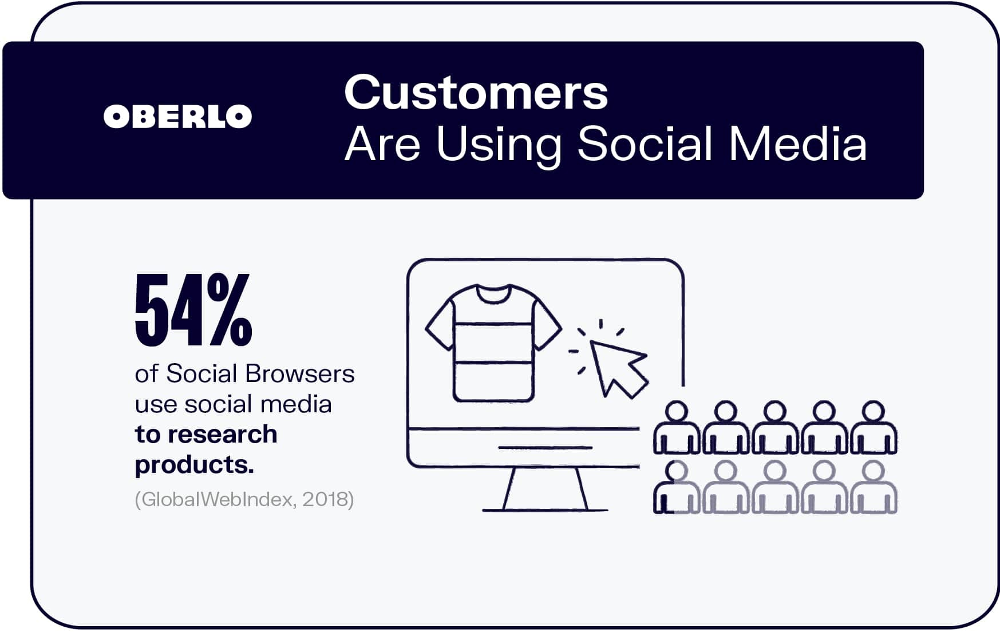 OBERLO
Customers
Are Using Social Media
54%
of Social Browsers
use social media
to research
products.
(GlobalWebIndex, 2018)